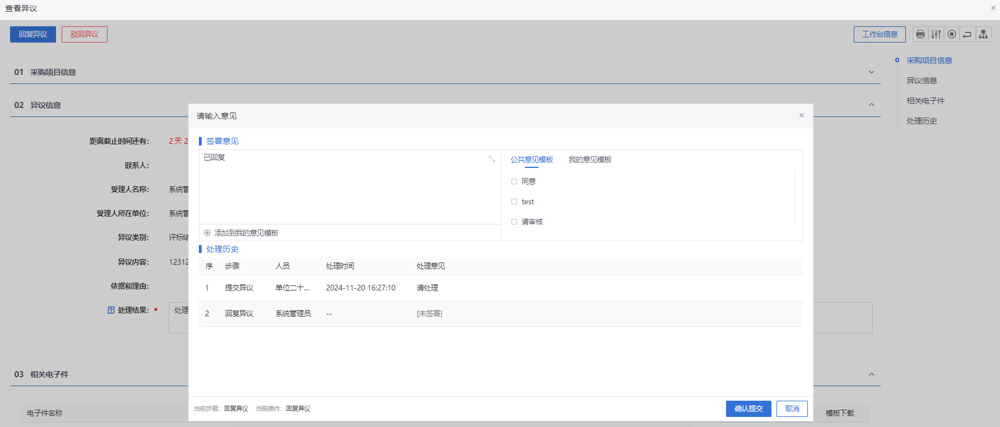 查看异议
回复异议 驳回异议 工作台信息
01 采购项目信息
采购项目信息
异议信息
相关电子件
处理历史
02 异议信息
距离截止时间还有: 2 天 2
联系人:
受理人名称: 系统管
受理人所在单位: 系统管
异议类别: 评标结
异议内容: 12312
依据和理由:
处理结果: * 处理
03 相关电子件
电子件名称 模板下载
请输入意见
签署意见
已回复
添加到我的意见模板
公共意见模板 我的意见模板
同意
test
请审核
处理历史
序 步骤 人员 处理时间 处理意见
1 提交异议 单位二十... 2024-11-20 16:27:10 请处理
2 回复异议 系统管理员 -- [未签署]
当前步骤: 回复异议 当前操作: 回复异议
确认提交 取消